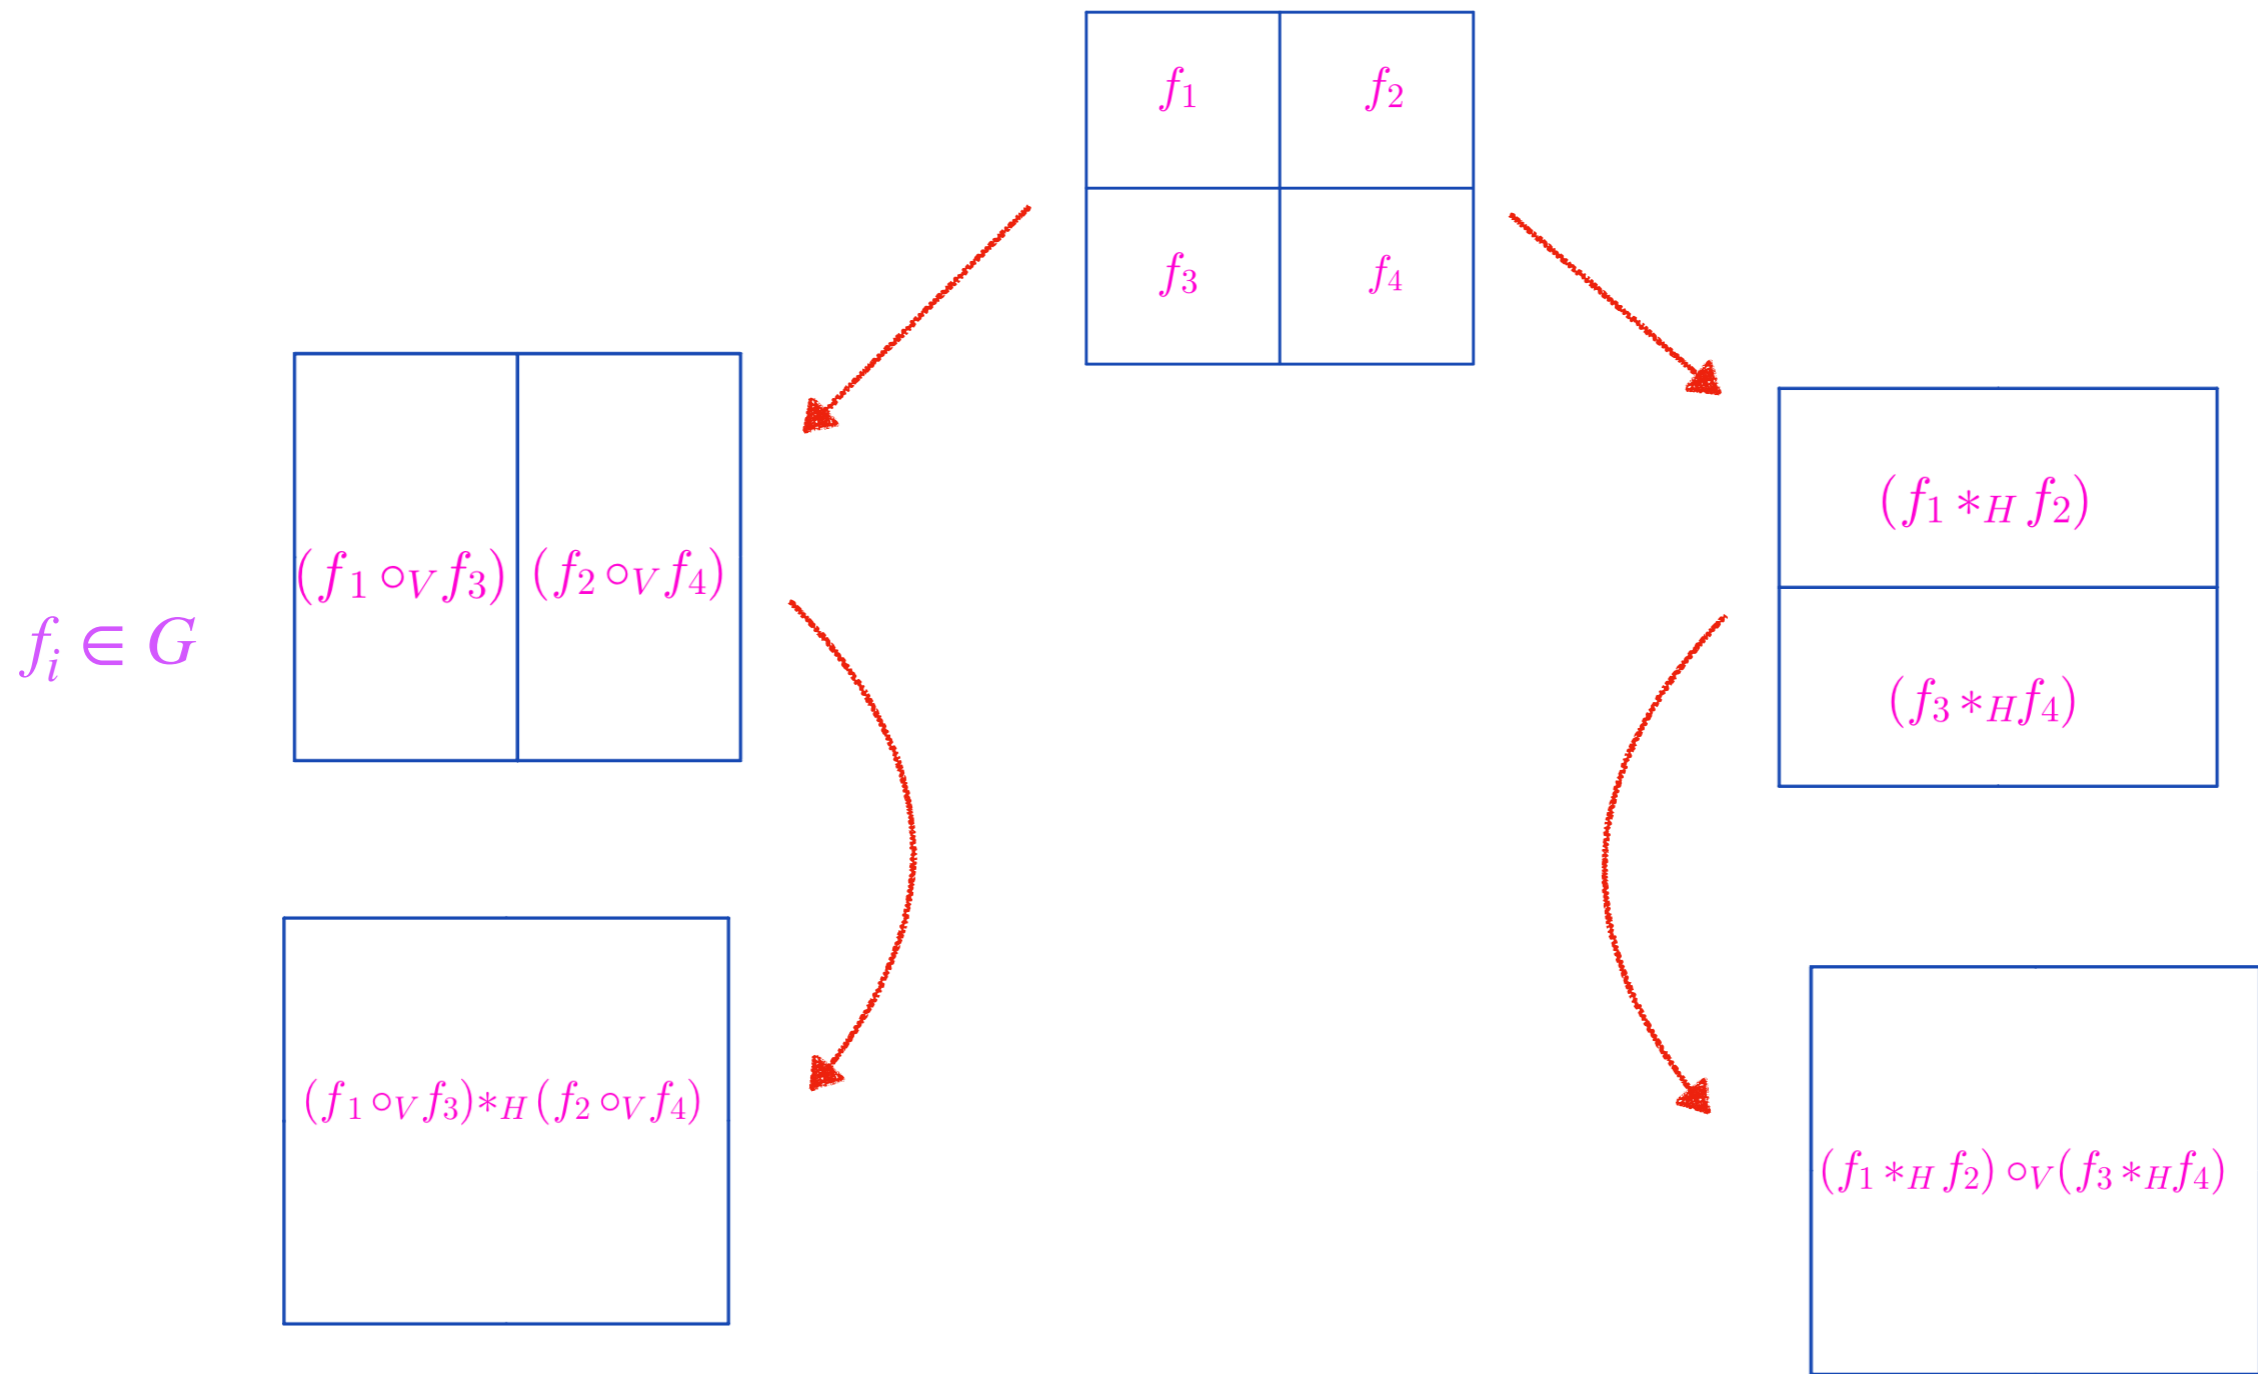 f₁ f₂
f₃ f₄
(f₁ ∘_V f₃) (f₂ ∘_V f₄)
(f₁ *_H f₂)
(f₃ *_H f₄)
f_i ∈ G
(f₁ ∘_V f₃) *_H (f₂ ∘_V f₄)
(f₁ *_H f₂) ∘_V (f₃ *_H f₄)